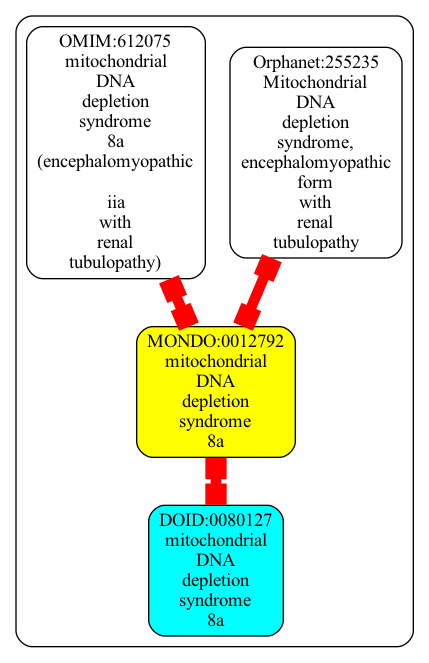 OMIM:612075
mitochondrial
DNA
depletion
syndrome
8a
(encephalomyopathic
iia
with
renal
tubulopathy)
Orphanet:255235
Mitochondrial
DNA
depletion
syndrome,
encephalomyopathic
form
with
renal
tubulopathy
MONDO:0012792
mitochondrial
DNA
depletion
syndrome
8a
DOID:0080127
mitochondrial
DNA
depletion
syndrome
8a